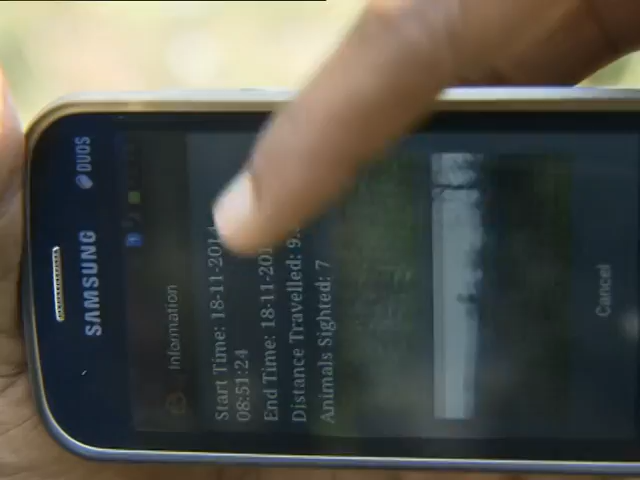 SAMSUNG
DUOS
Information
Start Time: 18-11-2014
08:51:24
End Time: 18-11-201
Distance Travelled: 9.
Animals Sighted: 7
Cancel